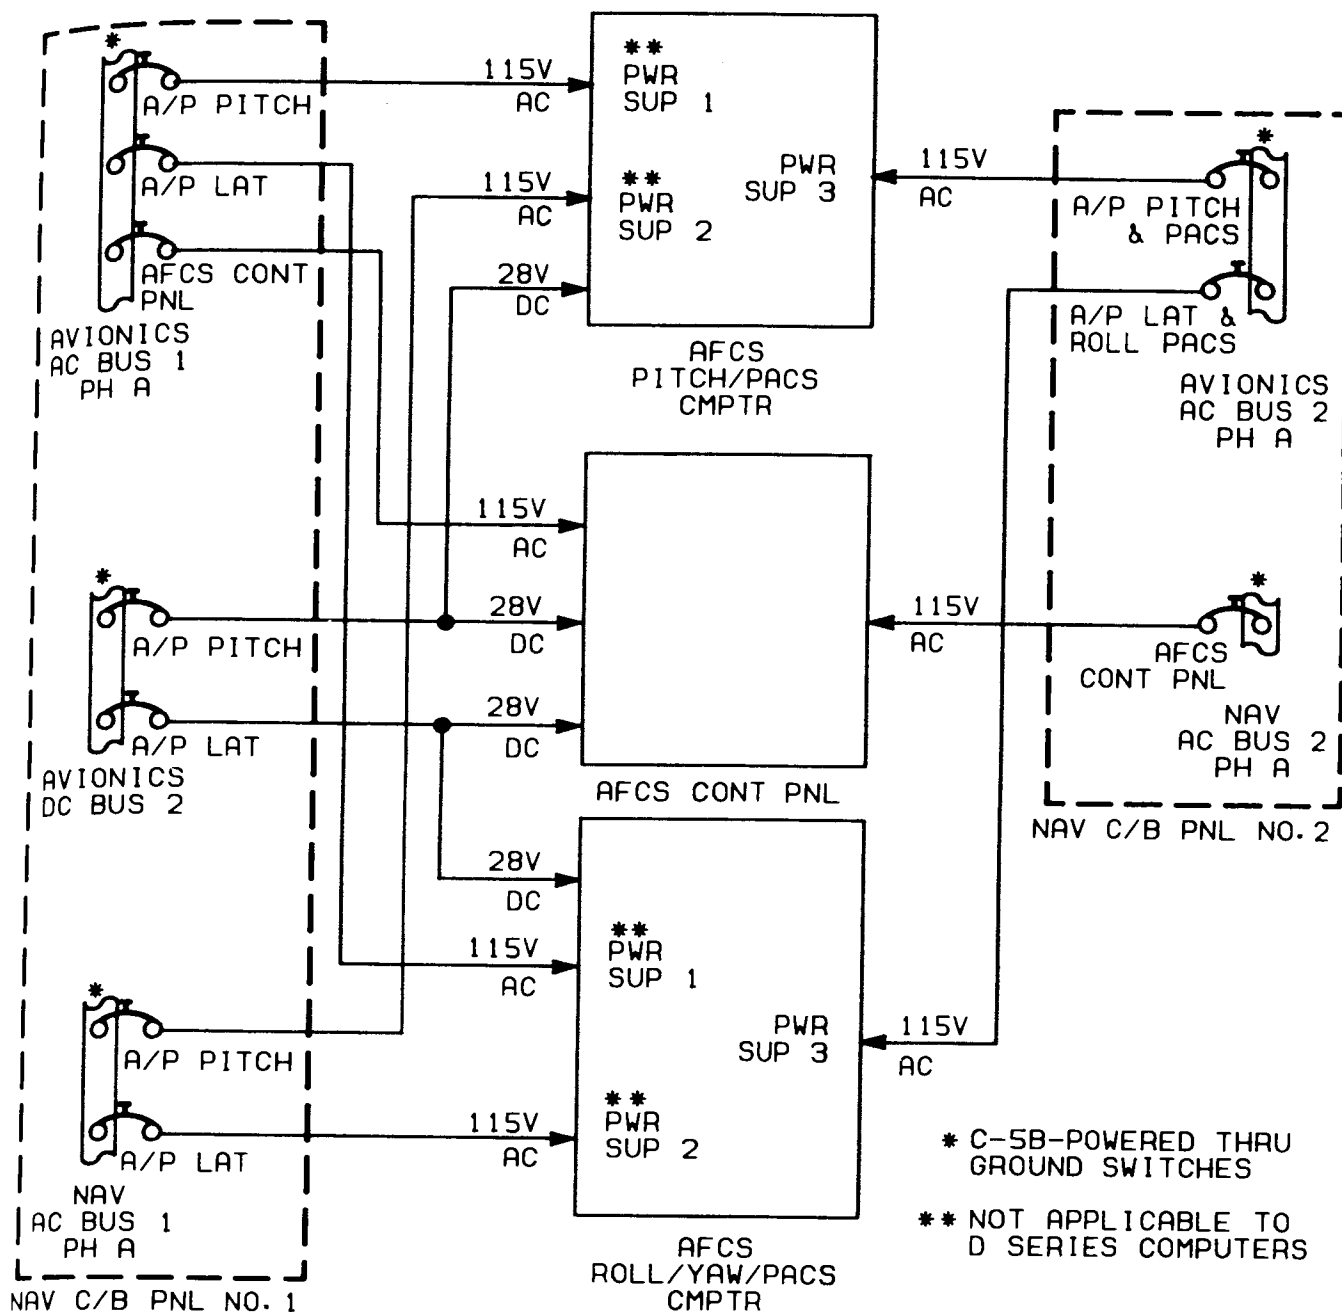 *
A/P PITCH
A/P LAT
AFCS CONT
PNL
AVIONICS
AC BUS 1
PH A
*
A/P PITCH
A/P LAT
AVIONICS
DC BUS 2
*
A/P PITCH
A/P LAT
NAV
AC BUS 1
PH A
NAV C/B PNL NO. 1
115V
AC
115V
AC
28V
DC
**
PWR
SUP 1
**
PWR
SUP 2
PWR
SUP 3
AFCS
PITCH/PACS
CMPTR
115V
AC
115V
AC
28V
DC
28V
DC
AFCS CONT PNL
115V
AC
28V
DC
115V
AC
115V
AC
**
PWR
SUP 1
PWR
SUP 3
**
PWR
SUP 2
AFCS
ROLL/YAW/PACS
CMPTR
115V
AC
*
A/P PITCH
& PACS
A/P LAT &
ROLL PACS
AVIONICS
AC BUS 2
PH A
*
AFCS
CONT PNL
NAV
AC BUS 2
PH A
NAV C/B PNL NO. 2
* C-5B-POWERED THRU
GROUND SWITCHES
** NOT APPLICABLE TO
D SERIES COMPUTERS